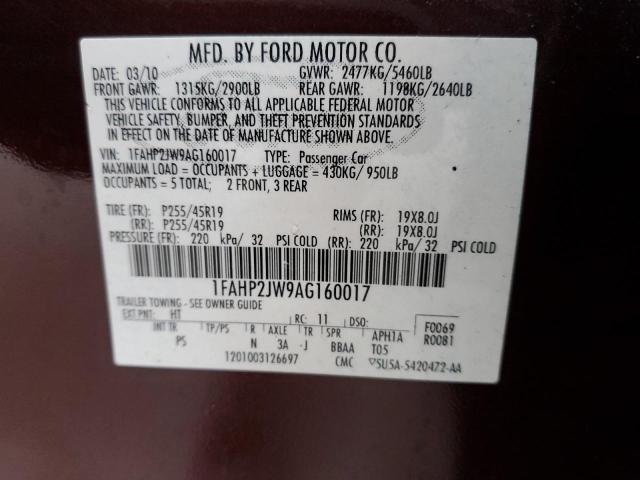 MFD. BY FORD MOTOR CO.
DATE: 03/10 GVWR: 2477KG/5460LB
FRONT GAWR: 1315KG/2900LB REAR GAWR: 1198KG/2640LB
THIS VEHICLE CONFORMS TO ALL APPLICABLE FEDERAL MOTOR
VEHICLE SAFETY, BUMPER, AND THEFT PREVENTION STANDARDS
IN EFFECT ON THE DATE OF MANUFACTURE SHOWN ABOVE.
VIN: 1FAHP2JW9AG160017 TYPE: Passenger Car
MAXIMUM LOAD = OCCUPANTS + LUGGAGE = 430KG/ 950LB
OCCUPANTS = 5 TOTAL; 2 FRONT, 3 REAR
TIRE (FR): P255/45R19 RIMS (FR): 19X8.0J
(RR): P255/45R19 (RR): 19X8.0J
PRESSURE (FR): 220 kPa/ 32 PSI COLD (RR): 220 kPa/ 32 PSI COLD
1FAHP2JW9AG160017
TRAILER TOWING - SEE OWNER GUIDE
EXT PNT: HT RC: 11 DSO: F0069
INT TR TP/PS R AXLE TR SPR APH1A R0081
PS N 3A -J BBAA T05
1201003126697 CMC ▽SU5A-5420472-AA